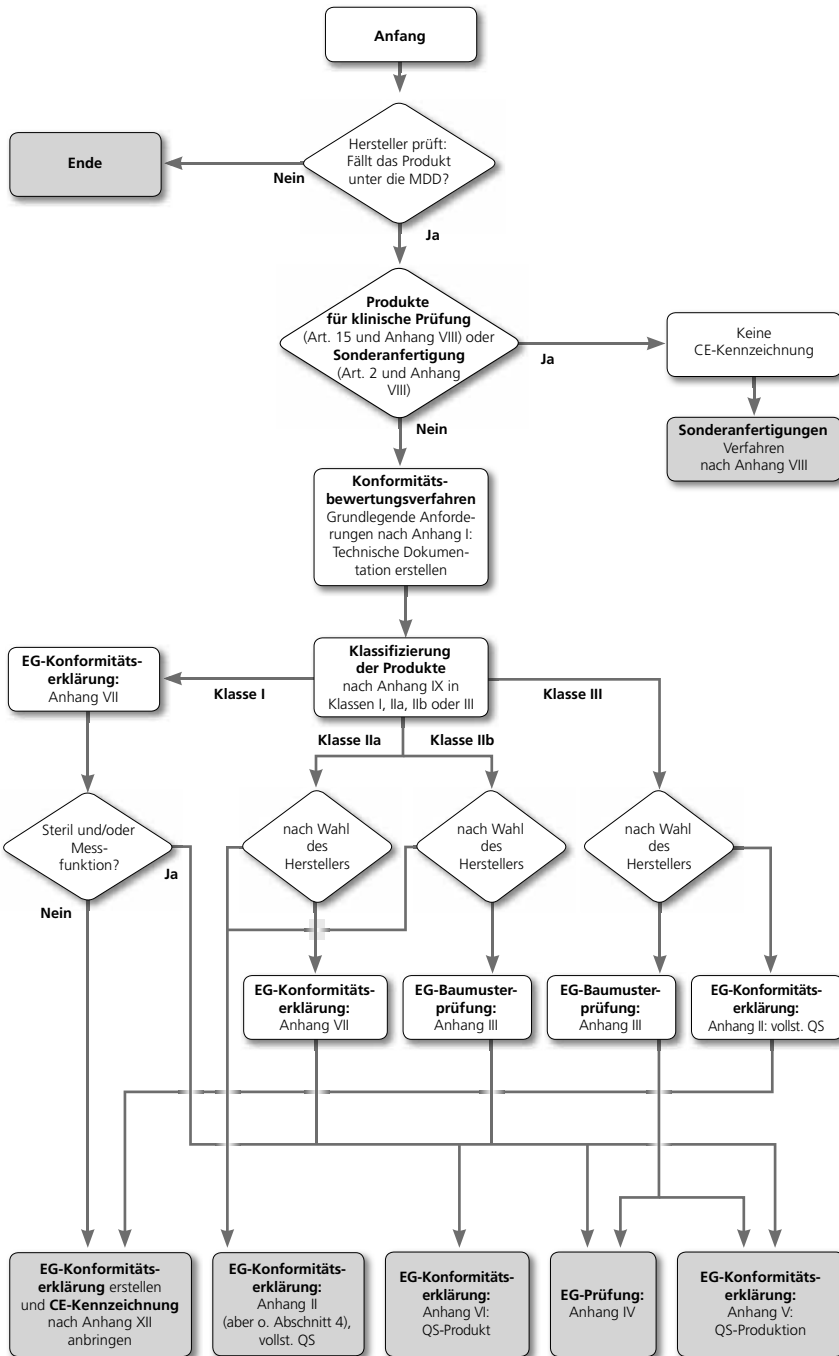 Anfang
Hersteller prüft:
Fällt das Produkt
unter die MDD?
Ende
Nein
Ja
Produkte
für klinische Prüfung
(Art. 15 und Anhang VIII) oder
Sonderanfertigung
(Art. 2 und Anhang
VIII)
Ja
Keine
CE-Kennzeichnung
Nein
Sonderanfertigungen
Verfahren
nach Anhang VIII
Konformitäts-
bewertungsverfahren
Grundlegende Anforde-
rungen nach Anhang I:
Technische Dokumen-
tation erstellen
EG-Konformitäts-
erklärung:
Anhang VII
Klasse I
Klassifizierung
der Produkte
nach Anhang IX in
Klassen I, IIa, IIb oder III
Klasse III
Klasse IIa
Klasse IIb
Steril und/oder
Mess-
funktion?
Ja
Nein
nach Wahl
des
Herstellers
nach Wahl
des
Herstellers
nach Wahl
des
Herstellers
EG-Konformitäts-
erklärung:
Anhang VII
EG-Baumuster-
prüfung:
Anhang III
EG-Baumuster-
prüfung:
Anhang III
EG-Konformitäts-
erklärung:
Anhang II: vollst. QS
EG-Konformitäts-
erklärung erstellen
und CE-Kennzeichnung
nach Anhang XII
anbringen
EG-Konformitäts-
erklärung:
Anhang II
(aber o. Abschnitt 4),
vollst. QS
EG-Konformitäts-
erklärung:
Anhang VI:
QS-Produkt
EG-Prüfung:
Anhang IV
EG-Konformitäts-
erklärung:
Anhang V:
QS-Produktion